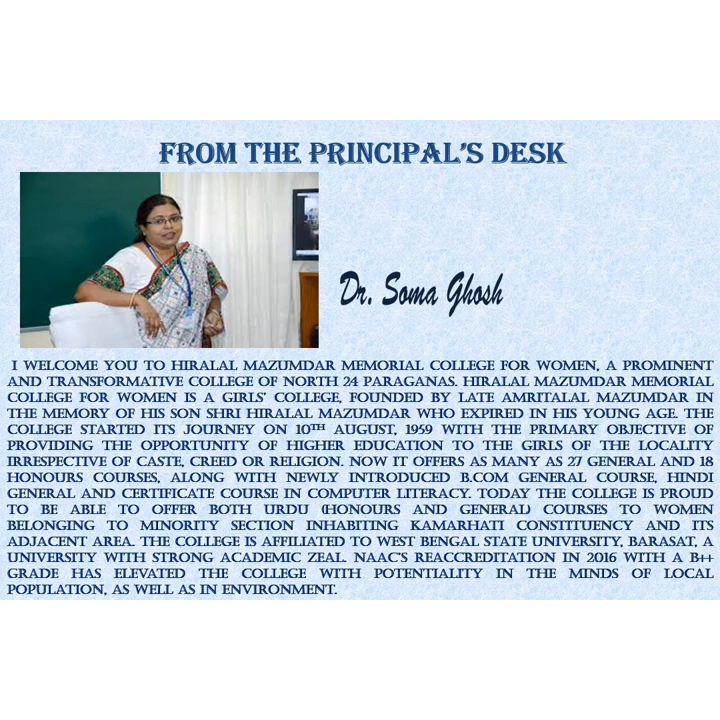 FROM THE PRINCIPAL'S DESK
Dr. Soma Ghosh
I WELCOME YOU TO HIRALAL MAZUMDAR MEMORIAL COLLEGE FOR WOMEN, A PROMINENT
AND TRANSFORMATIVE COLLEGE OF NORTH 24 PARAGANAS. HIRALAL MAZUMDAR MEMORIAL
COLLEGE FOR WOMEN IS A GIRLS' COLLEGE, FOUNDED BY LATE AMRITALAL MAZUMDAR IN
THE MEMORY OF HIS SON SHRI HIRALAL MAZUMDAR WHO EXPIRED IN HIS YOUNG AGE. THE
COLLEGE STARTED ITS JOURNEY ON 10TH AUGUST, 1959 WITH THE PRIMARY OBJECTIVE OF
PROVIDING THE OPPORTUNITY OF HIGHER EDUCATION TO THE GIRLS OF THE LOCALITY
IRRESPECTIVE OF CASTE, CREED OR RELIGION. NOW IT OFFERS AS MANY AS 27 GENERAL AND 18
HONOURS COURSES, ALONG WITH NEWLY INTRODUCED B.COM GENERAL COURSE, HINDI
GENERAL AND CERTIFICATE COURSE IN COMPUTER LITERACY. TODAY THE COLLEGE IS PROUD
TO BE ABLE TO OFFER BOTH URDU (HONOURS AND GENERAL) COURSES TO WOMEN
BELONGING TO MINORITY SECTION INHABITING KAMARHATI CONSTITUENCY AND ITS
ADJACENT AREA. THE COLLEGE IS AFFILIATED TO WEST BENGAL STATE UNIVERSITY, BARASAT, A
UNIVERSITY WITH STRONG ACADEMIC ZEAL. NAAC'S REACCREDITATION IN 2016 WITH A B++
GRADE HAS ELEVATED THE COLLEGE WITH POTENTIALITY IN THE MINDS OF LOCAL
POPULATION, AS WELL AS IN ENVIRONMENT.